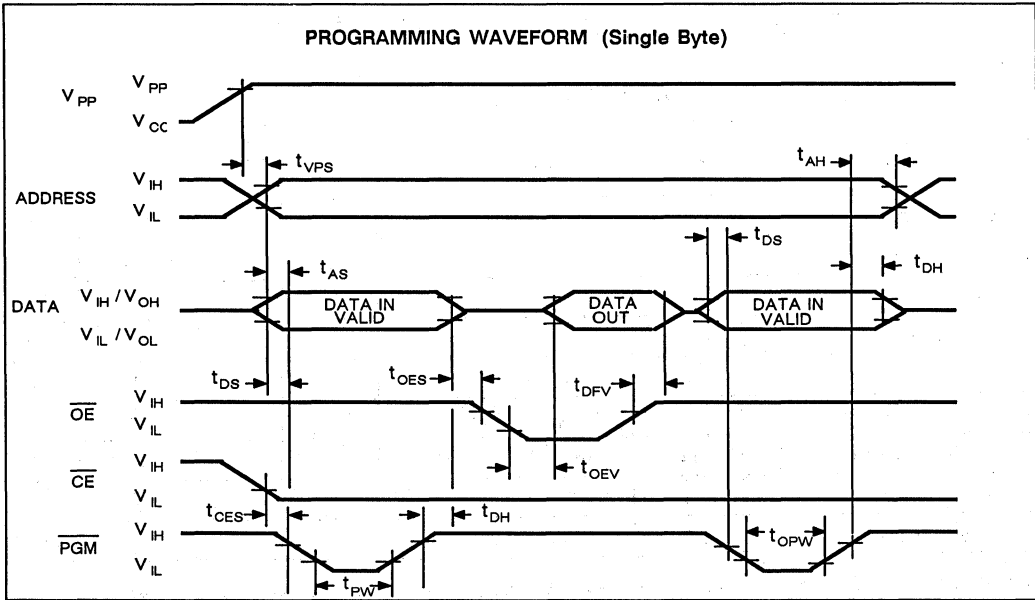 PROGRAMMING WAVEFORM (Single Byte)
VPP
VPP
VCC
tVPS
tAH
ADDRESS
VIH
VIL
tDS
tAS
tDH
DATA
VIH / VOH
VIL / VOL
DATA IN VALID
DATA OUT
DATA IN VALID
tDS
tOES
tDFV
OE
VIH
VIL
tOEV
CE
VIH
VIL
tCES
tDH
PGM
VIH
VIL
tOPW
tPW